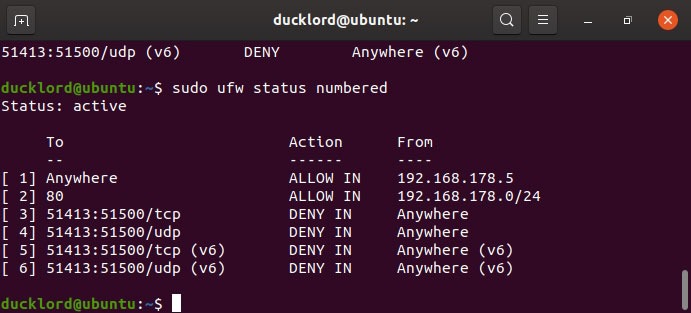 ducklord@ubuntu: ~
51413:51500/udp (v6)       DENY        Anywhere (v6)
ducklord@ubuntu:~$ sudo ufw status numbered
Status: active
     To                         Action      From
     --                         ------      ----
[ 1] Anywhere                   ALLOW IN    192.168.178.5
[ 2] 80                         ALLOW IN    192.168.178.0/24
[ 3] 51413:51500/tcp            DENY IN     Anywhere
[ 4] 51413:51500/udp            DENY IN     Anywhere
[ 5] 51413:51500/tcp (v6)       DENY IN     Anywhere (v6)
[ 6] 51413:51500/udp (v6)       DENY IN     Anywhere (v6)
ducklord@ubuntu:~$